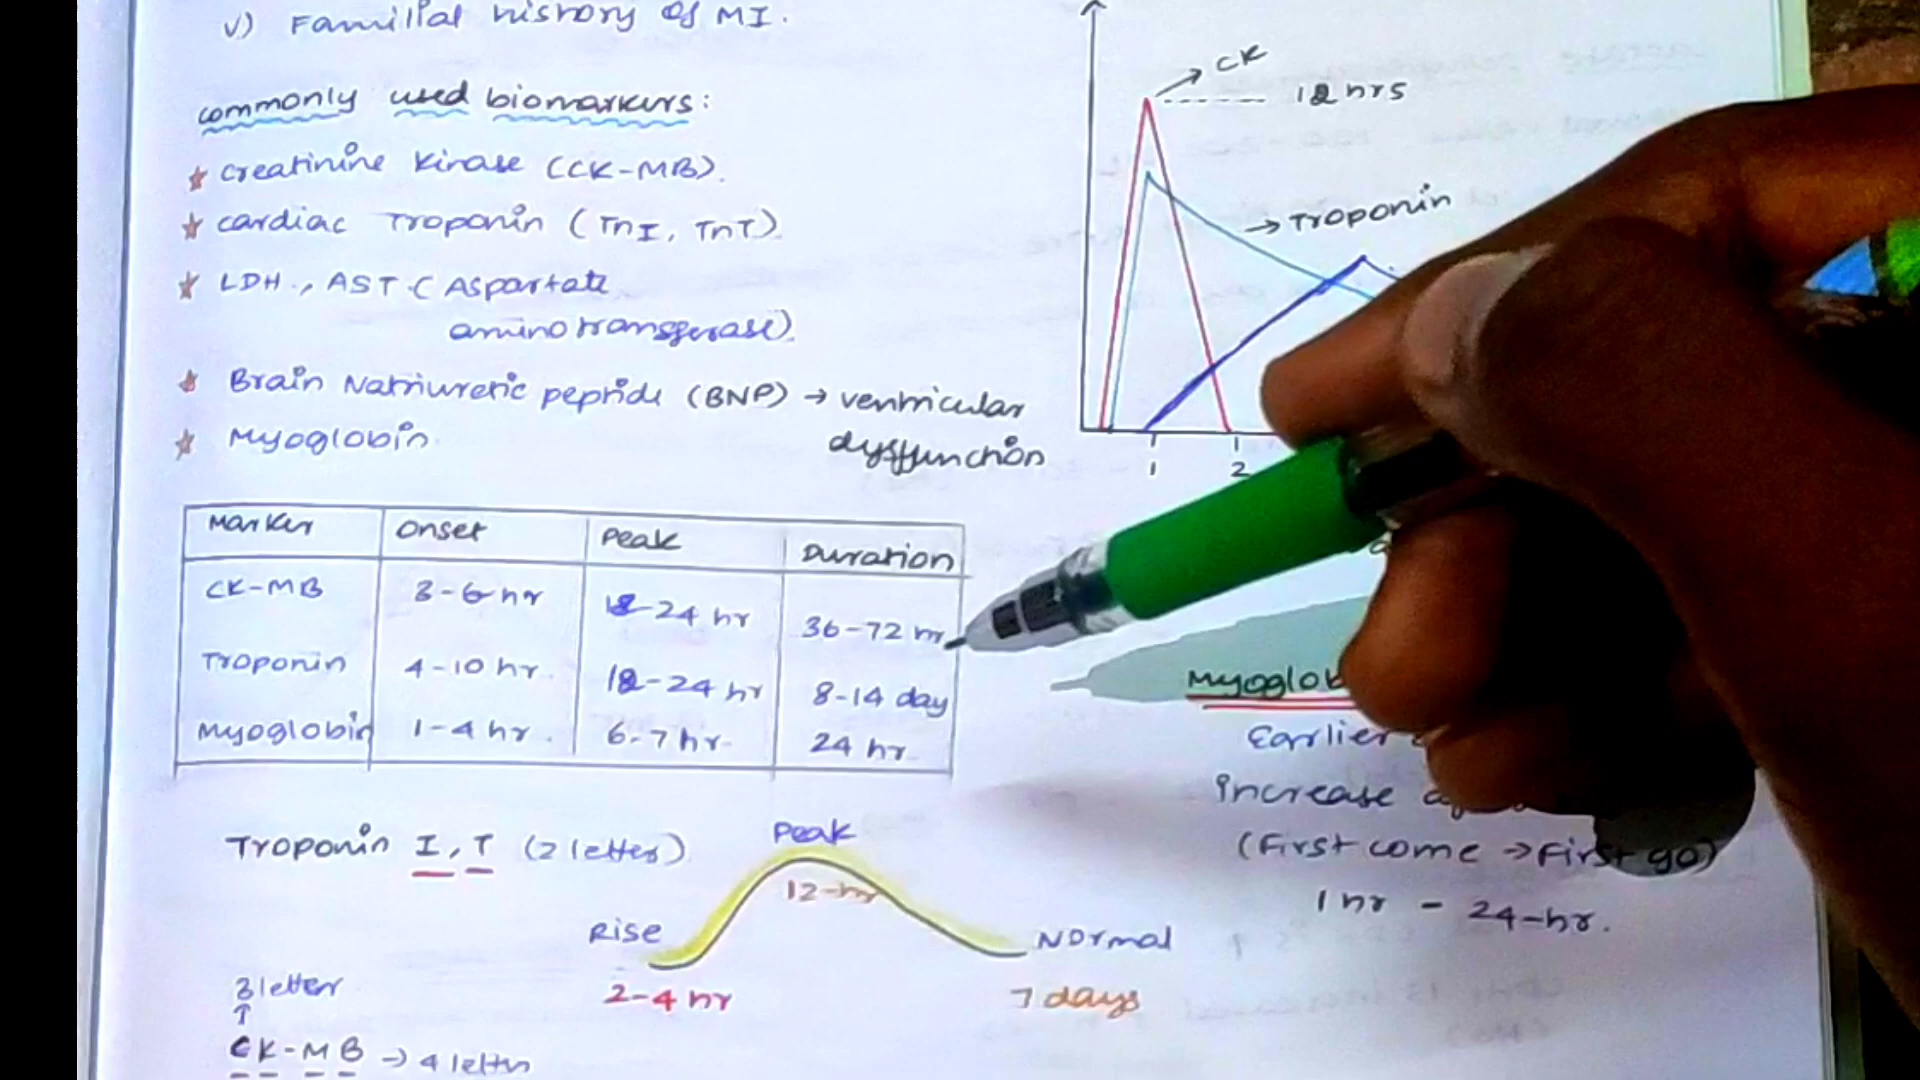 v) Familial history of MI.
commonly used biomarkers:
creatinine kinase (CK-MB).
cardiac Troponin (TnI, TnT).
LDH., AST (Aspartate
aminotransferase).
Brain Natriuretic peptide (BNP) → ventricular
dysfunction
Myoglobin.
CK
12 hrs
→ Troponin
1 2
Marker Onset Peak Duration
CK-MB 3-6 hr 12-24 hr 36-72 hr
Troponin 4-10 hr. 12-24 hr 8-14 day
Myoglobin 1-4 hr. 6-7 hr. 24 hr.
Myoglob
Earlier
increase
(First come → First go)
1 hr - 24-hr.
Troponin I, T (2 letter)
Peak
12-hr
Rise
2-4 hr
Normal
7 days
3 letter
↑
CK-MB → 4 letter